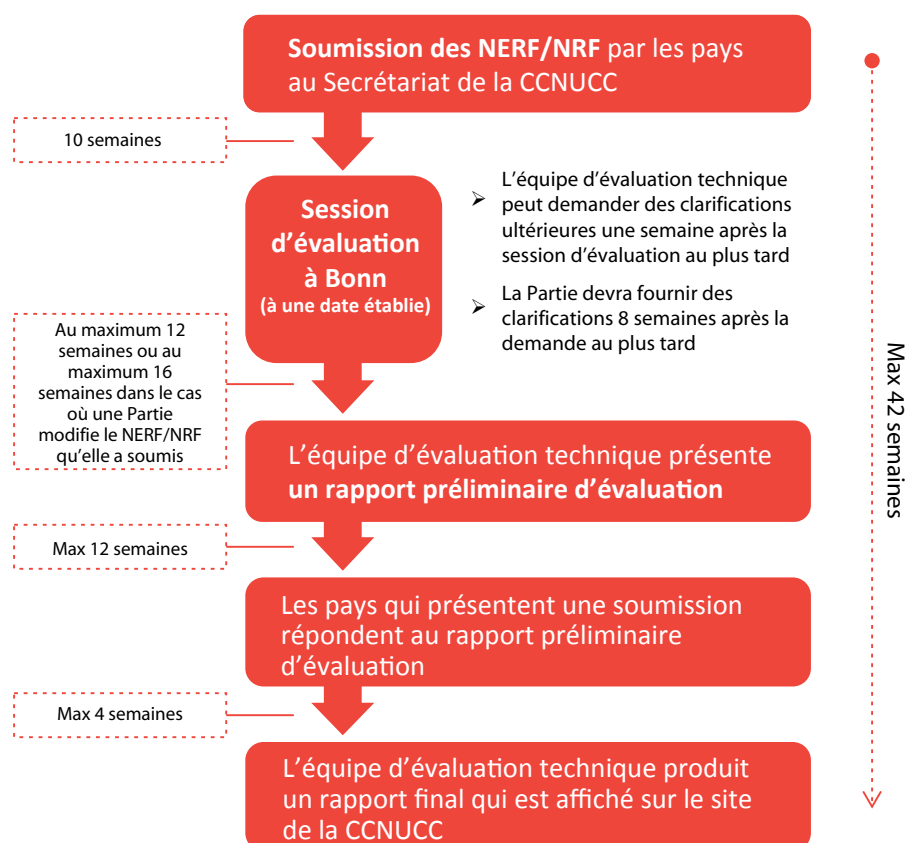 Soumission des NERF/NRF par les pays
au Secrétariat de la CCNUCC
10 semaines
Session
d’évaluation
à Bonn
(à une date établie)
➢ L’équipe d’évaluation technique
peut demander des clarifications
ultérieures une semaine après la
session d’évaluation au plus tard
➢ La Partie devra fournir des
clarifications 8 semaines après la
demande au plus tard
Au maximum 12
semaines ou au
maximum 16
semaines dans le cas
où une Partie
modifie le NERF/NRF
qu’elle a soumis
L’équipe d’évaluation technique présente
un rapport préliminaire d’évaluation
Max 12 semaines
Les pays qui présentent une soumission
répondent au rapport préliminaire
d’évaluation
Max 4 semaines
L’équipe d’évaluation technique produit
un rapport final qui est affiché sur le site
de la CCNUCC
Max 42 semaines